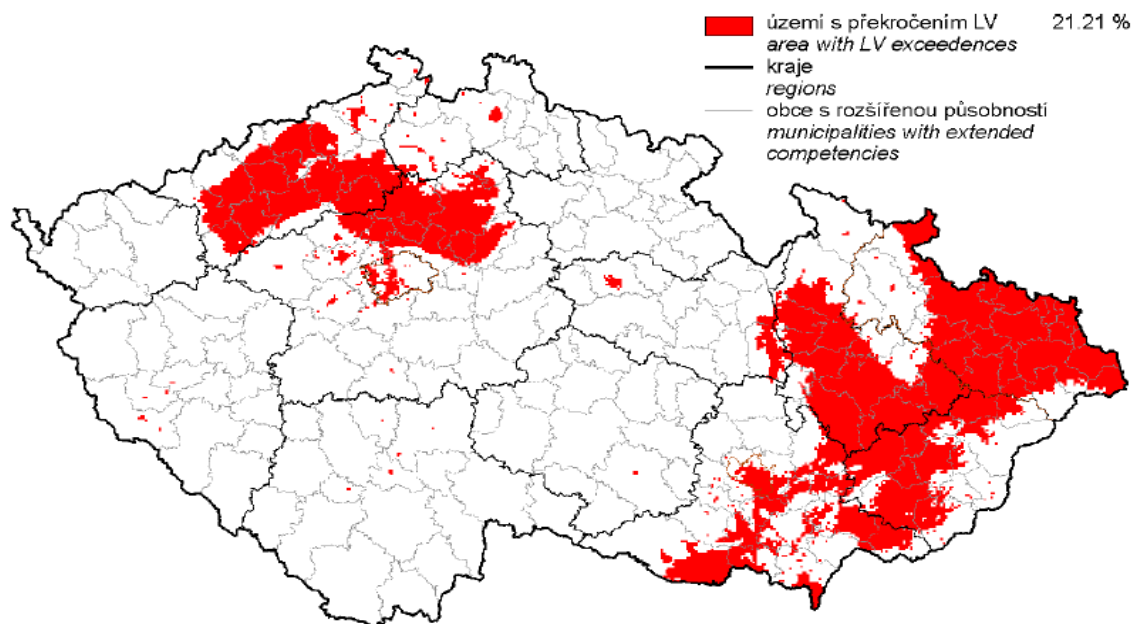 území s překročením LV 21.21 %
area with LV exceedences
kraje
regions
obce s rozšířenou působností
municipalities with extended
competencies